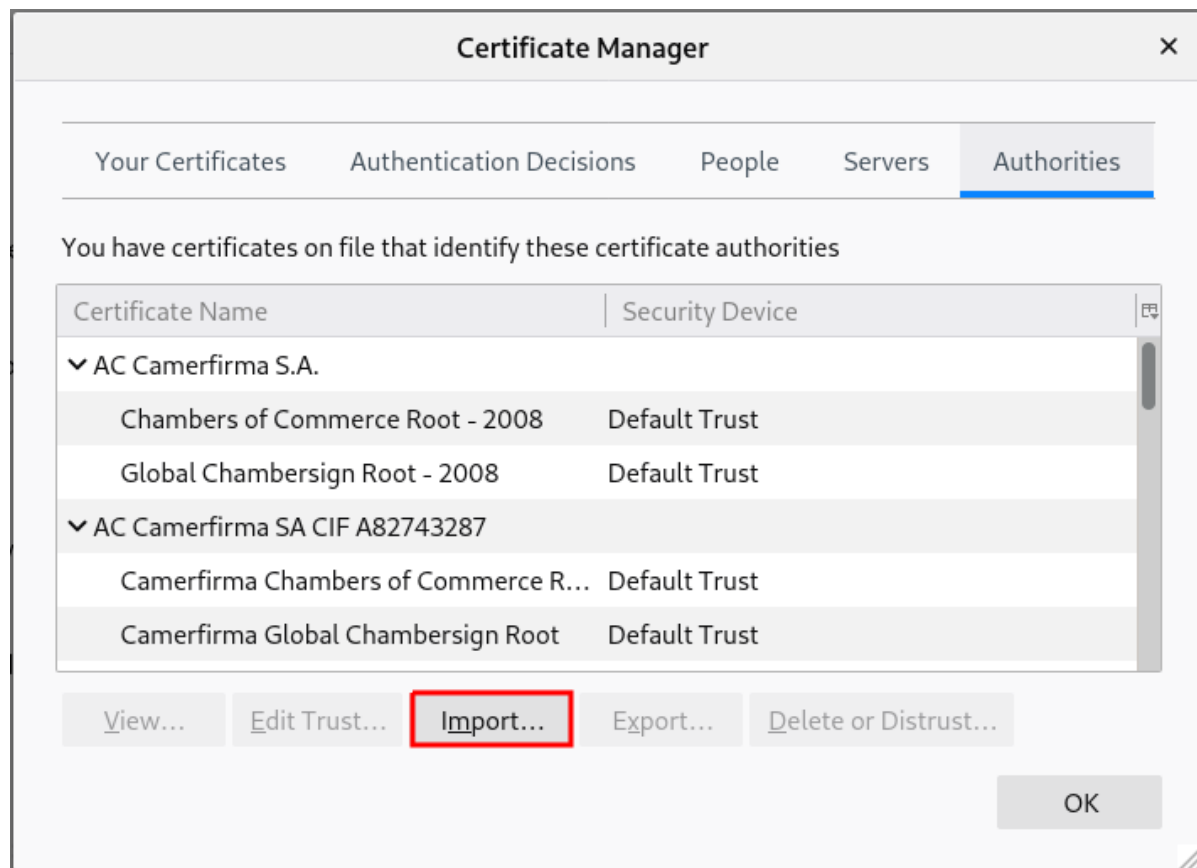 Certificate Manager
Your Certificates Authentication Decisions People Servers Authorities
You have certificates on file that identify these certificate authorities
Certificate Name Security Device
AC Camerfirma S.A.
Chambers of Commerce Root - 2008 Default Trust
Global Chambersign Root - 2008 Default Trust
AC Camerfirma SA CIF A82743287
Camerfirma Chambers of Commerce R... Default Trust
Camerfirma Global Chambersign Root Default Trust
View... Edit Trust... Import... Export... Delete or Distrust...
OK